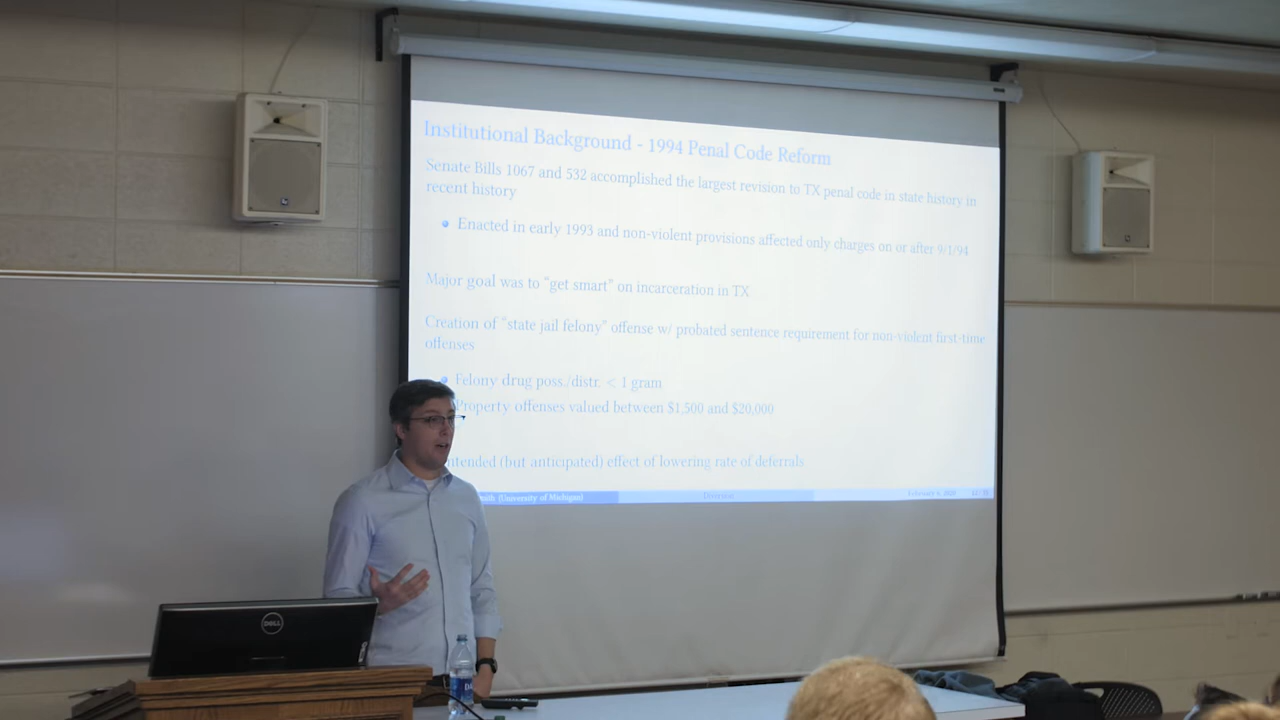 Institutional Background - 1994 Penal Code Reform
Senate Bills 1067 and 532 accomplished the largest revision to TX penal code in state history in
recent history
Enacted in early 1993 and non-violent provisions affected only charges on or after 9/1/94
Major goal was to "get smart" on incarceration in TX
Creation of "state jail felony" offense w/ probated sentence requirement for non-violent first-time
offenses
Felony drug poss./distr. < 1 gram
Property offenses valued between $1,500 and $20,000
ntended (but anticipated) effect of lowering rate of deferrals
(University of Michigan)
Diversion
February 6, 2020
DELL